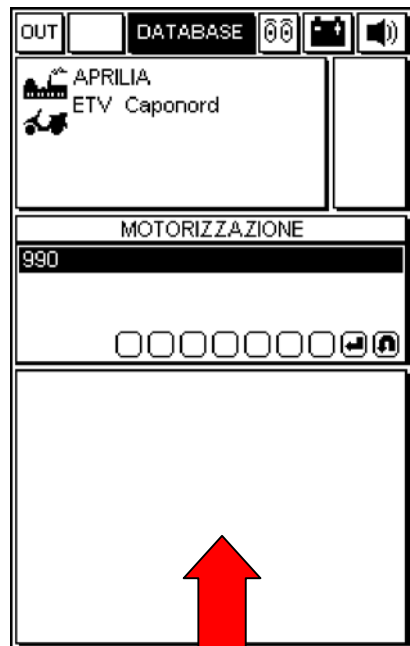 OUT DATABASE
APRILIA
ETV Caponord
MOTORIZZAZIONE
990